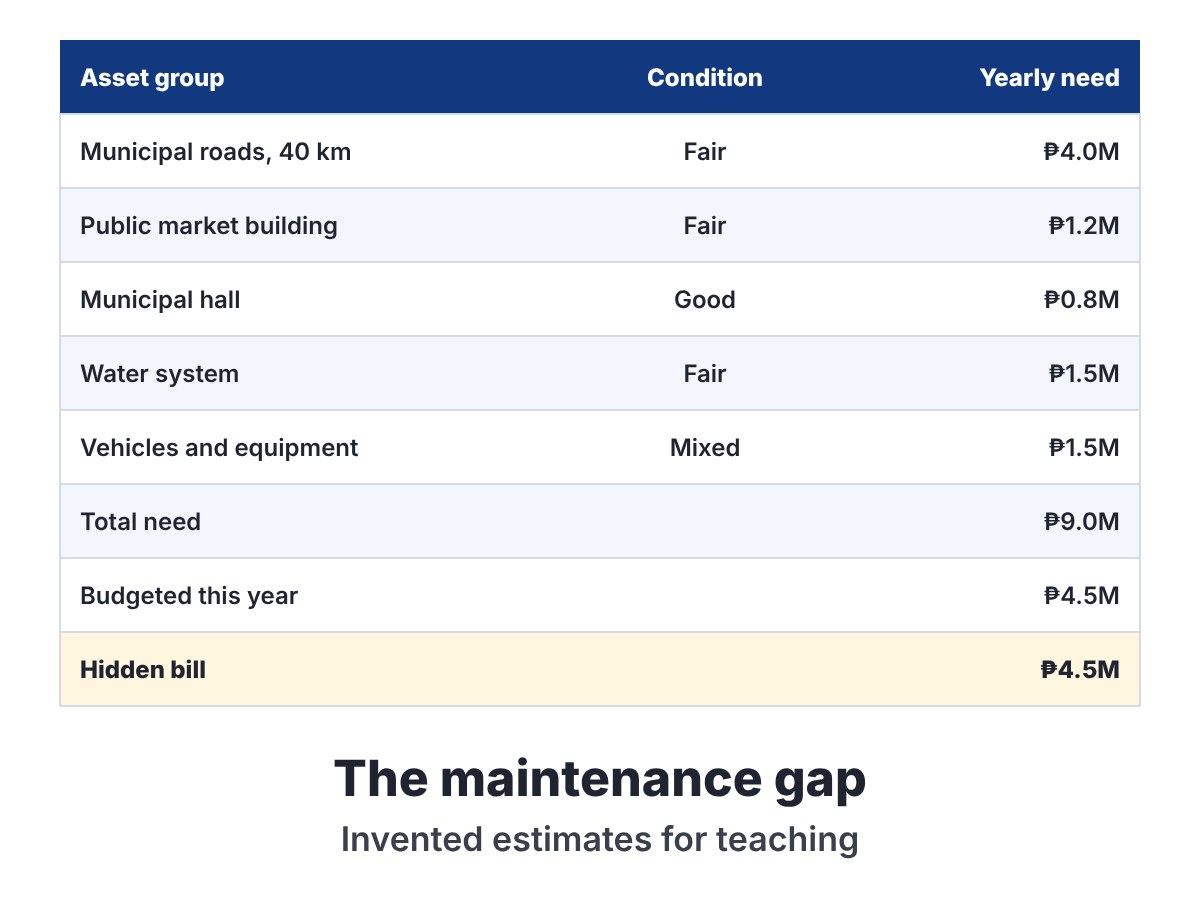 Asset group Condition Yearly need
Municipal roads, 40 km Fair ₱4.0M
Public market building Fair ₱1.2M
Municipal hall Good ₱0.8M
Water system Fair ₱1.5M
Vehicles and equipment Mixed ₱1.5M
Total need ₱9.0M
Budgeted this year ₱4.5M
Hidden bill ₱4.5M
The maintenance gap
Invented estimates for teaching